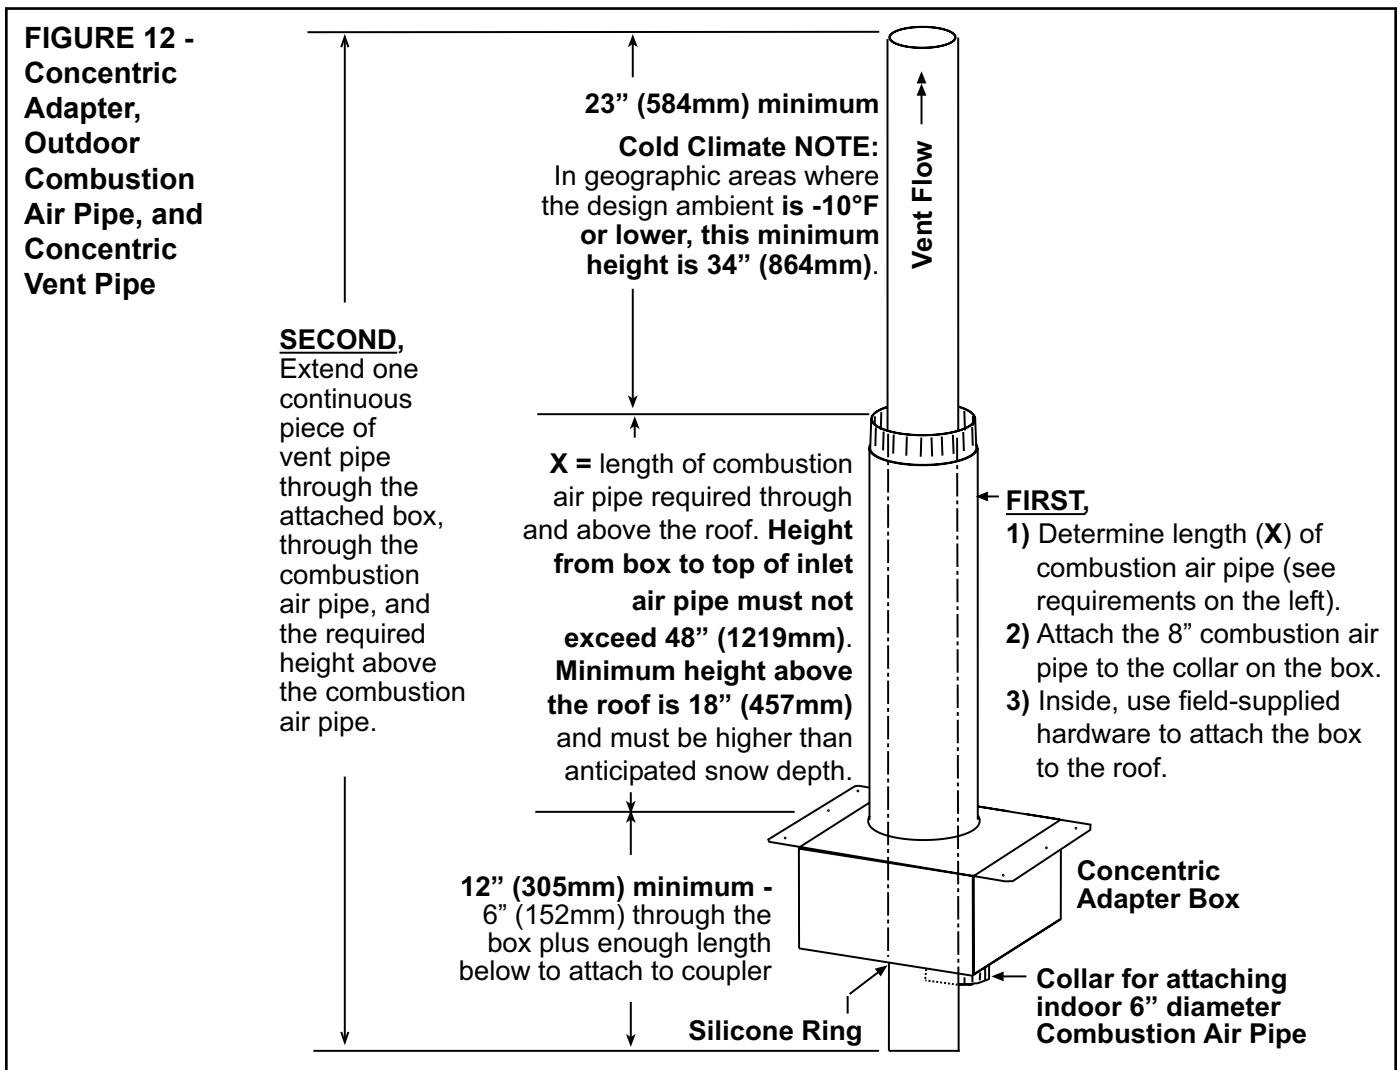 FIGURE 12 -
Concentric
Adapter,
Outdoor
Combustion
Air Pipe, and
Concentric
Vent Pipe
23” (584mm) minimum
Cold Climate NOTE:
In geographic areas where
the design ambient is -10°F
or lower, this minimum
height is 34” (864mm).
Vent Flow
SECOND,
Extend one
continuous
piece of
vent pipe
through the
attached box,
through the
combustion
air pipe, and
the required
height above
the combustion
air pipe.
X = length of combustion
air pipe required through
and above the roof. Height
from box to top of inlet
air pipe must not
exceed 48” (1219mm).
Minimum height above
the roof is 18” (457mm)
and must be higher than
anticipated snow depth.
FIRST,
1) Determine length (X) of
combustion air pipe (see
requirements on the left).
2) Attach the 8” combustion air
pipe to the collar on the box.
3) Inside, use field-supplied
hardware to attach the box
to the roof.
12” (305mm) minimum -
6” (152mm) through the
box plus enough length
below to attach to coupler
Concentric
Adapter Box
Silicone Ring
Collar for attaching
indoor 6” diameter
Combustion Air Pipe